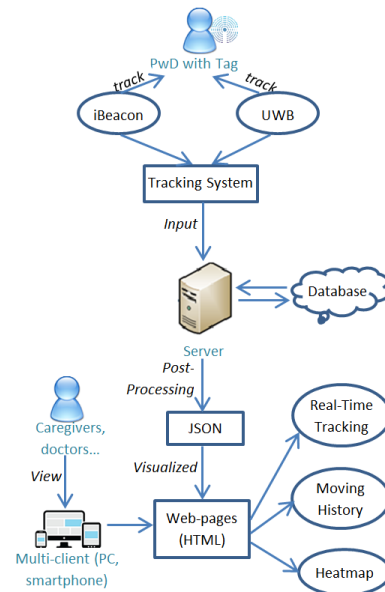 PwD with Tag
track
track
iBeacon
UWB
Tracking System
Input
Database
Server
Post-
Processing
Real-Time
Tracking
Caregivers,
doctors...
JSON
View
Visualized
Moving
History
Web-pages
(HTML)
Multi-client (PC,
smartphone)
Heatmap